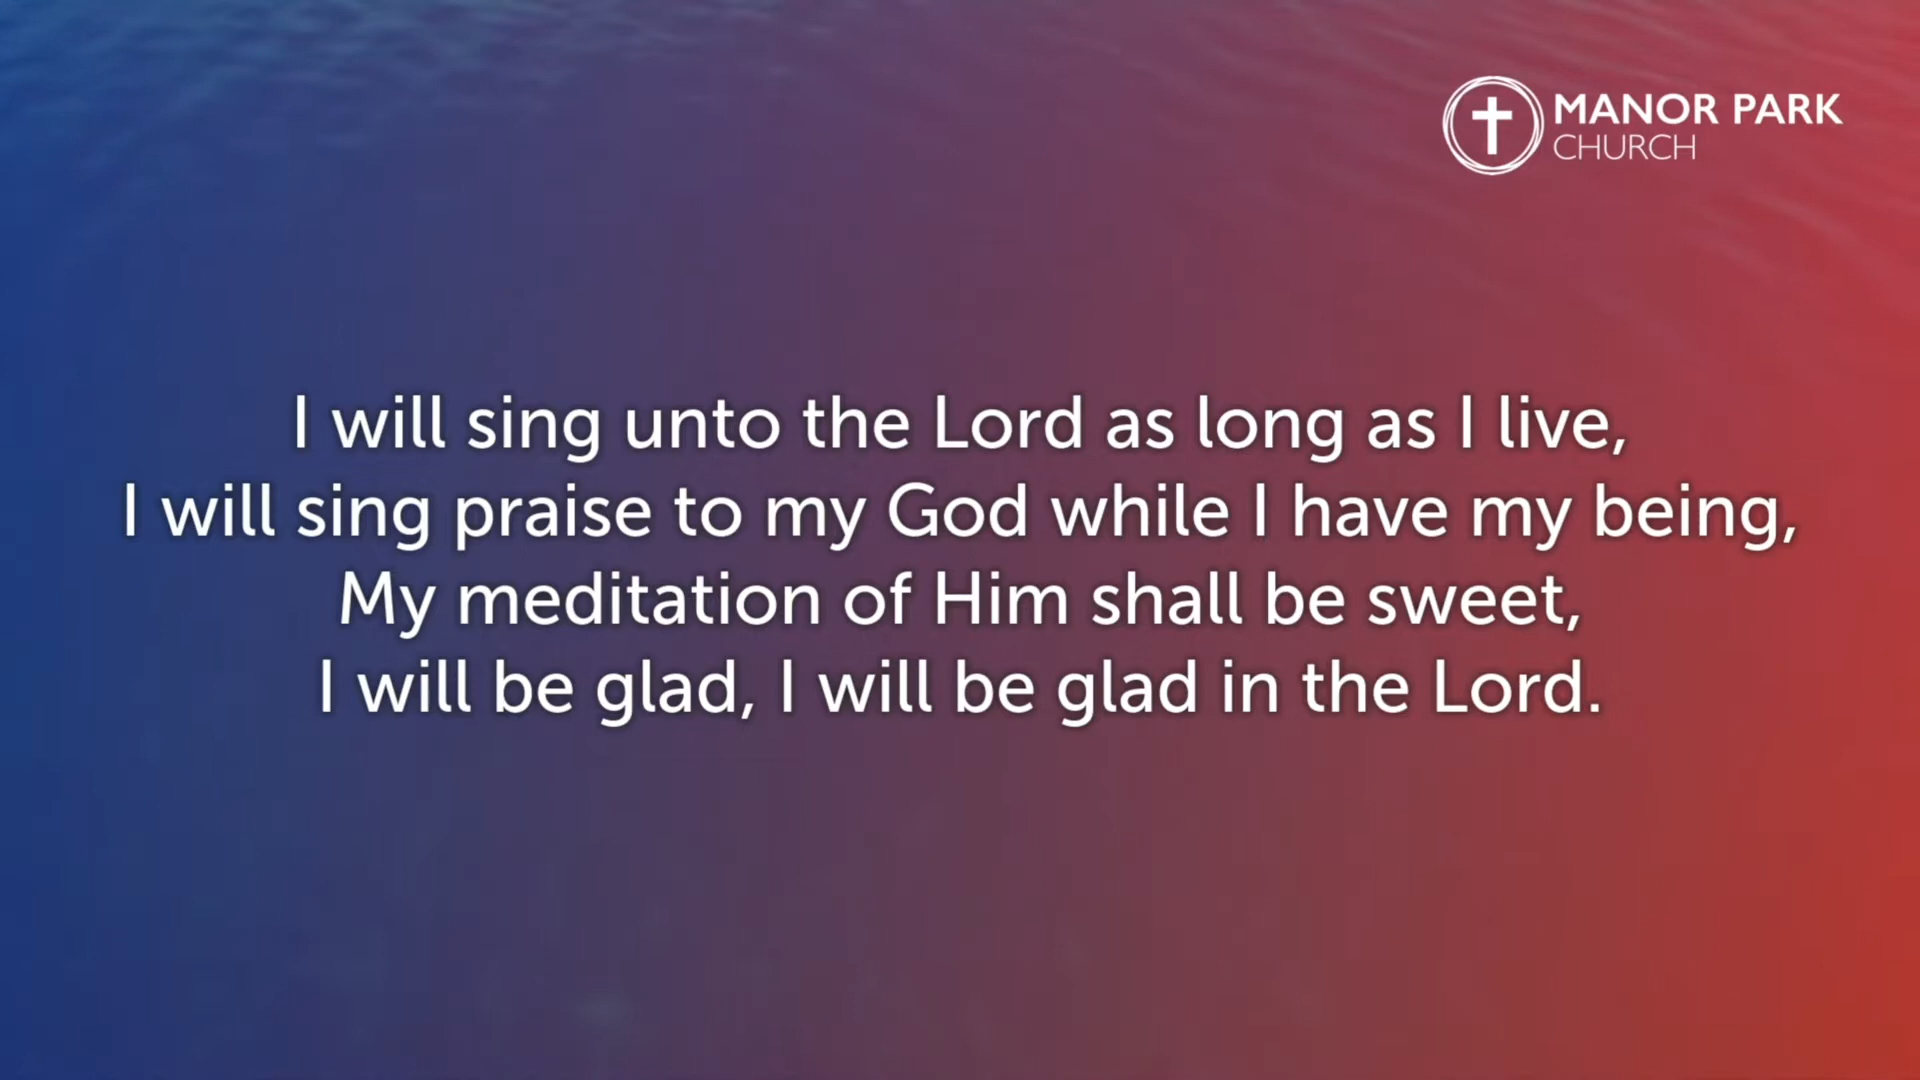 MANOR PARK
CHURCH
I will sing unto the Lord as long as I live,
I will sing praise to my God while I have my being,
My meditation of Him shall be sweet,
I will be glad, I will be glad in the Lord.